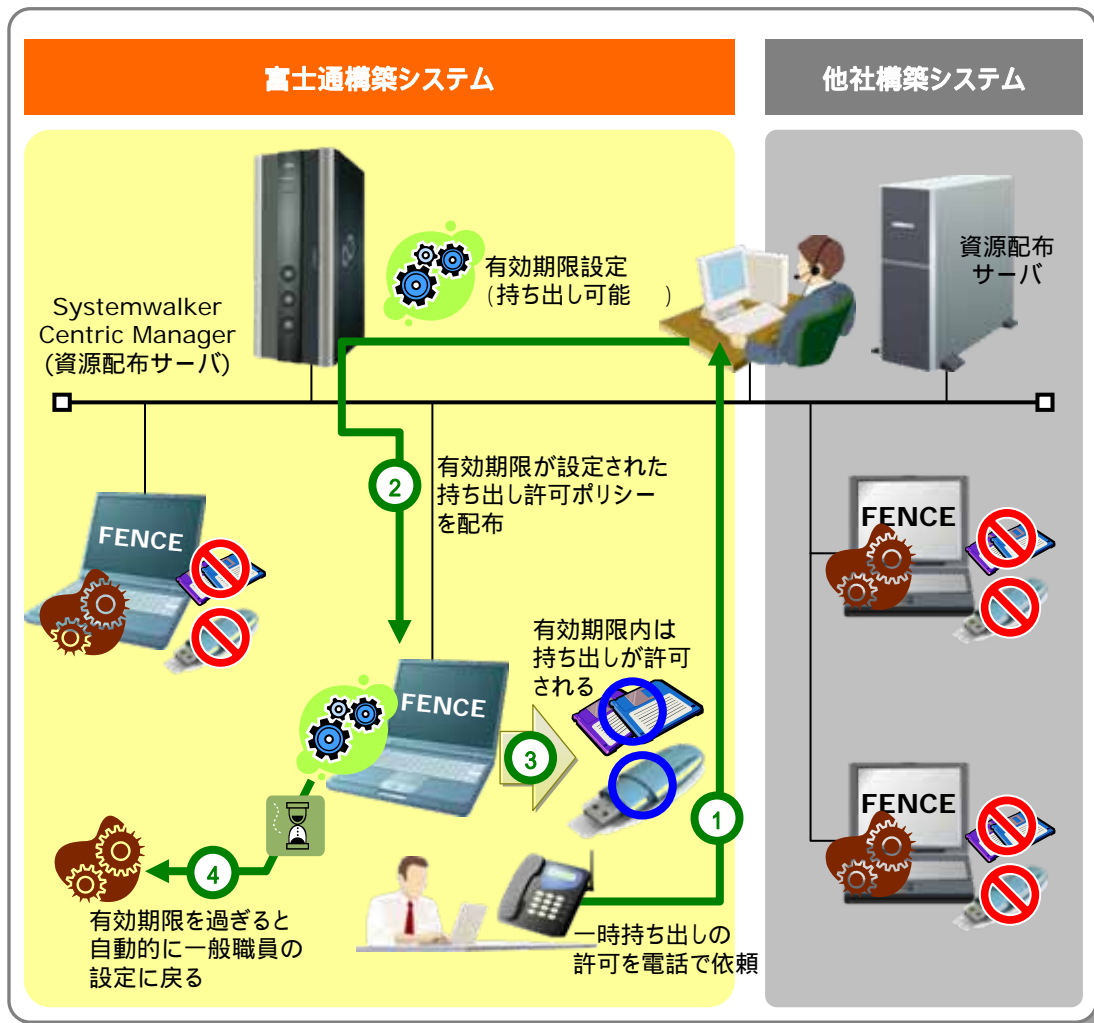 富士通構築システム
他社構築システム
Systemwalker
Centric Manager
(資源配布サーバ)
有効期限設定
(持ち出し可能　)
資源配布
サーバ
2
有効期限が設定された
持ち出し許可ポリシー
を配布
FENCE
FENCE
FENCE
3
有効期限内は
持ち出しが許可
される
1
FENCE
4
有効期限を過ぎると
自動的に一般職員の
設定に戻る
一時持ち出しの
許可を電話で依頼